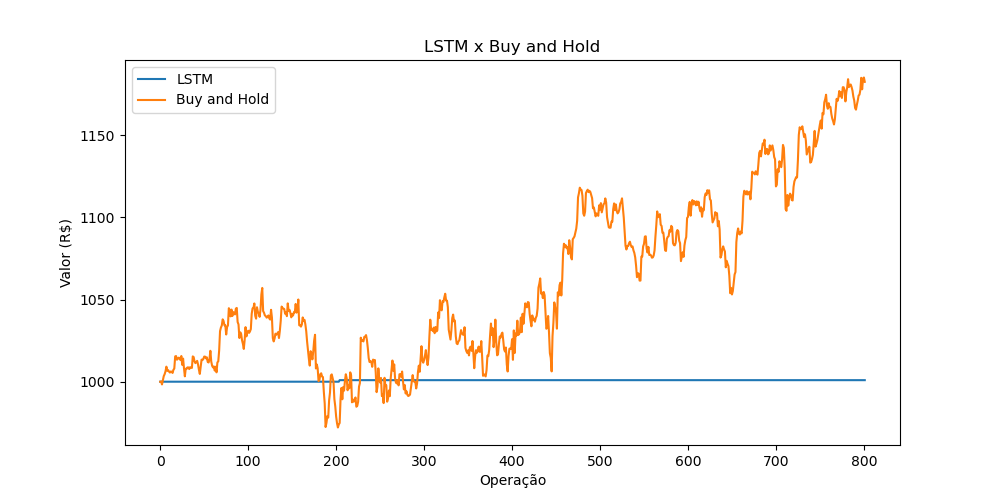 LSTM x Buy and Hold
LSTM
Buy and Hold
Valor (R$)
1150
1100
1050
1000
0 100 200 300 400 500 600 700 800
Operação